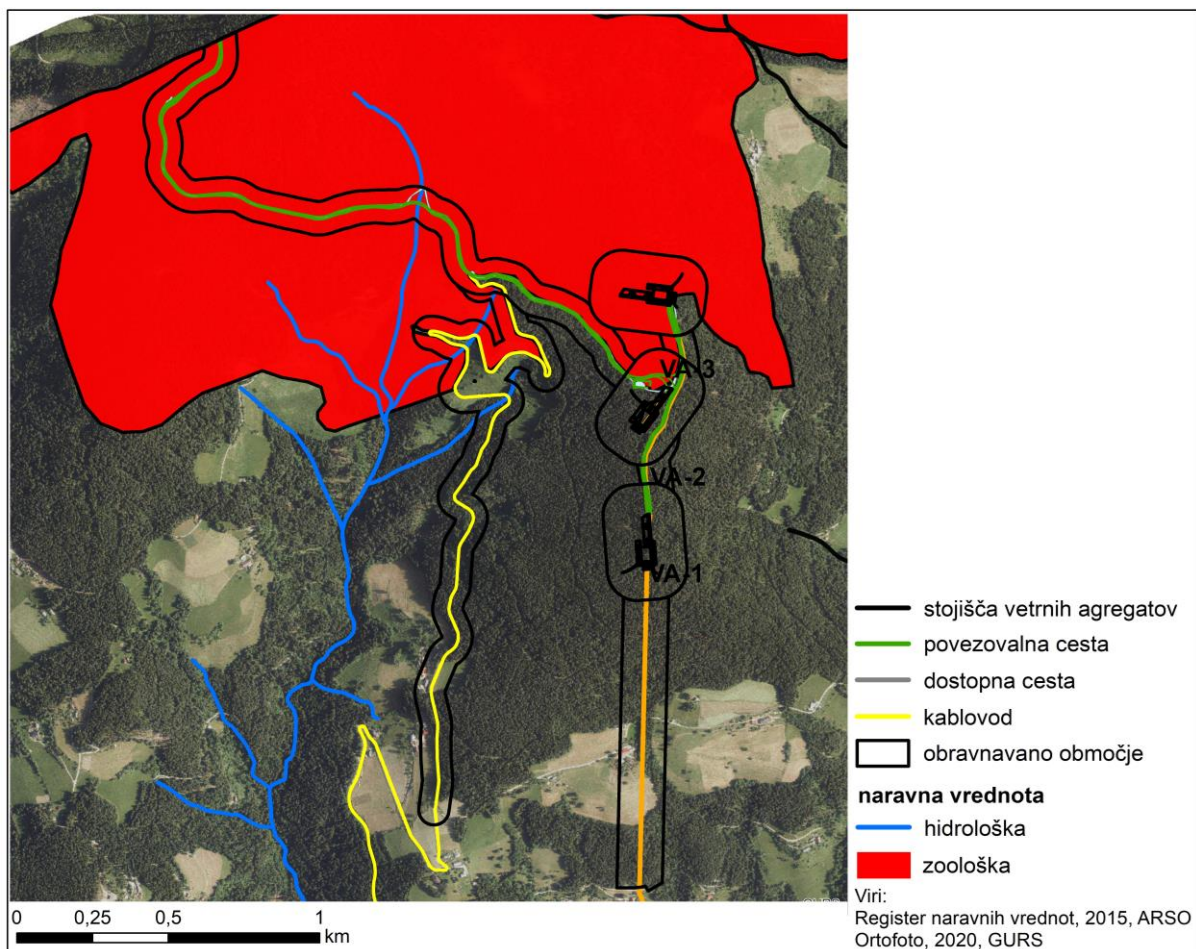 VA-3
VA-2
VA-1
stojišča vetrnih agregatov
povezovalna cesta
dostopna cesta
kablovod
obravnavano območje
naravna vrednota
hidrološka
zoološka
Viri:
Register naravnih vrednot, 2015, ARSO
Ortofoto, 2020, GURS
0 0,25 0,5 1
km